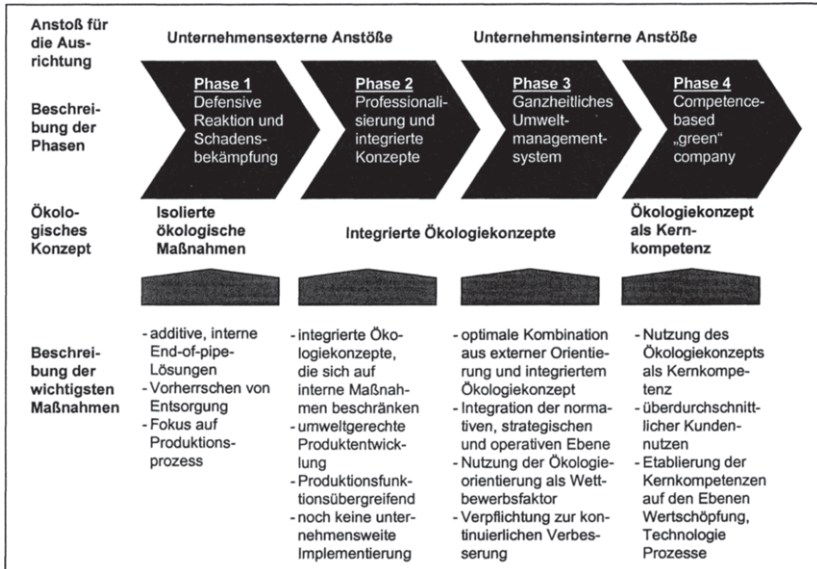 Anstoß für
die Aus-
richtung
Unternehmensexterne Anstöße
Unternehmensinterne Anstöße
Beschrei-
bung der
Phasen
Phase 1
Defensive
Reaktion und
Schadens-
bekämpfung
Phase 2
Professionali-
sierung und
integrierte
Konzepte
Phase 3
Ganzheitliches
Umwelt-
management-
system
Phase 4
Competence-
based
„green"
company
Ökolo-
gisches
Konzept
Isolierte
ökologische
Maßnahmen
Integrierte Ökologiekonzepte
Ökologiekonzept
als Kern-
kompetenz
Beschrei-
bung der
wichtigsten
Maßnahmen
- additive, interne
End-of-pipe-
Lösungen
- Vorherrschen von
Entsorgung
- Fokus auf
Produktions-
prozess
- integrierte Öko-
logiekonzepte,
die sich auf
interne Maßnah-
men beschränken
- umweltgerechte
Produktentwick-
lung
- Produktionsfunk-
tionsübergreifend
- noch keine unter-
nehmensweite
Implementierung
- optimale Kombination
aus externer Orientie-
rung und integriertem
Ökologiekonzept
- Integration der norma-
tiven, strategischen
und operativen Ebene
- Nutzung der Ökologie-
orientierung als Wett-
bewerbsfaktor
- Verpflichtung zur kon-
tinuierlichen Verbes-
serung
- Nutzung des
Ökologiekonzepts
als Kernkompe-
tenz
- überdurchschnitt-
licher Kunden-
nutzen
- Etablierung der
Kernkompetenzen
auf den Ebenen
Wertschöpfung,
Technologie
Prozesse